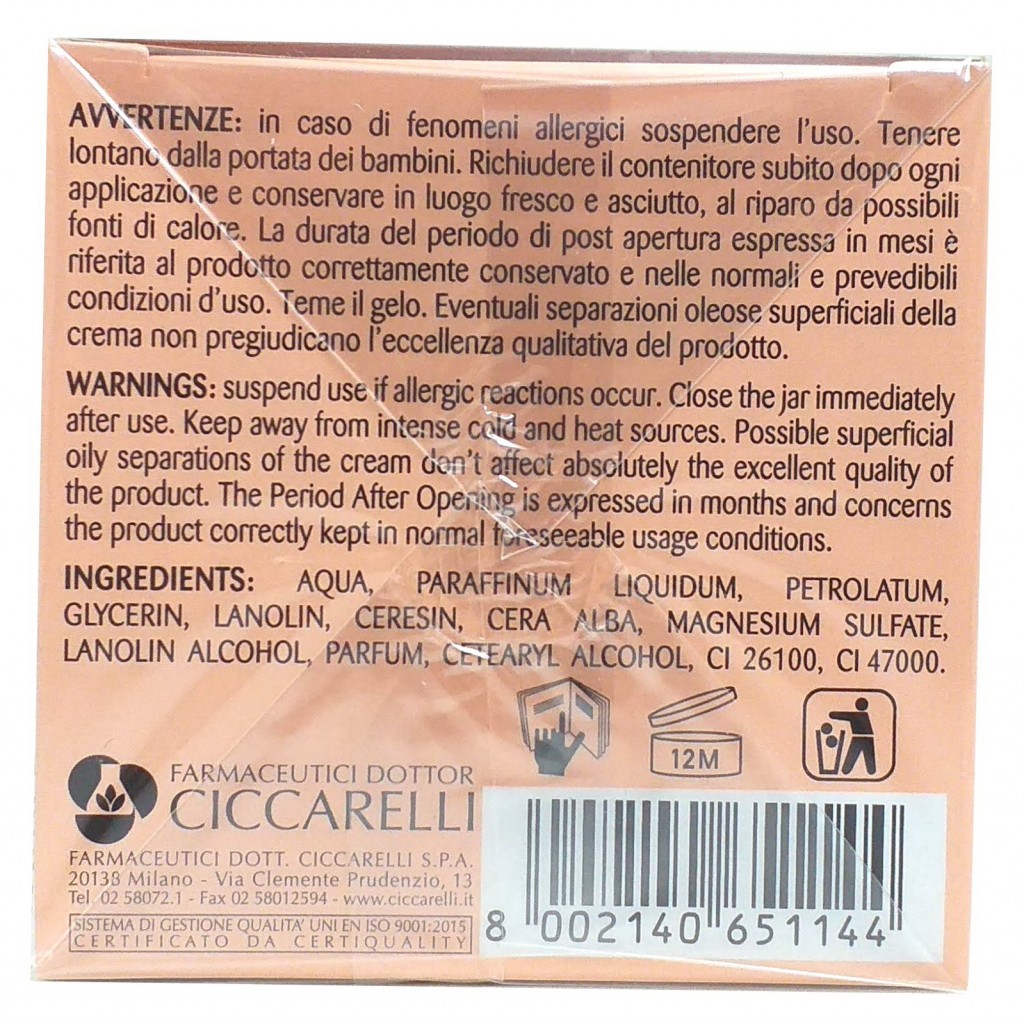 AVVERTENZE: in caso di fenomeni allergici sospendere l'uso. Tenere
lontano dalla portata dei bambini. Richiudere il contenitore subito dopo ogni
applicazione e conservare in luogo fresco e asciutto, al riparo da possibili
fonti di calore. La durata del periodo di post apertura espressa in mesi è
riferita al prodotto correttamente conservato e nelle normali e prevedibili
condizioni d'uso. Teme il gelo. Eventuali separazioni oleose superficiali della
crema non pregiudicano l'eccellenza qualitativa del prodotto.
WARNINGS: suspend use if allergic reactions occur. Close the jar immediately
after use. Keep away from intense cold and heat sources. Possible superficial
oily separations of the cream don't affect absolutely the excellent quality of
the product. The Period After Opening is expressed in months and concerns
the product correctly kept in normal foreseeable usage conditions.
INGREDIENTS: AQUA, PARAFFINUM LIQUIDUM, PETROLATUM,
GLYCERIN, LANOLIN, CERESIN, CERA ALBA, MAGNESIUM SULFATE,
LANOLIN ALCOHOL, PARFUM, CETEARYL ALCOHOL, CI 26100, CI 47000.
12M
FARMACEUTICI DOTTOR
CICCARELLI
FARMACEUTICI DOTT. CICCARELLI S.P.A.
20138 Milano - Via Clemente Prudenzio, 13
Tel. 02 58072.1 - Fax 02 58012594 - www.ciccarelli.it
SISTEMA DI GESTIONE QUALITA' UNI EN ISO 9001:2015
CERTIFICATO DA CERTIQUALITY
8 002140 651144